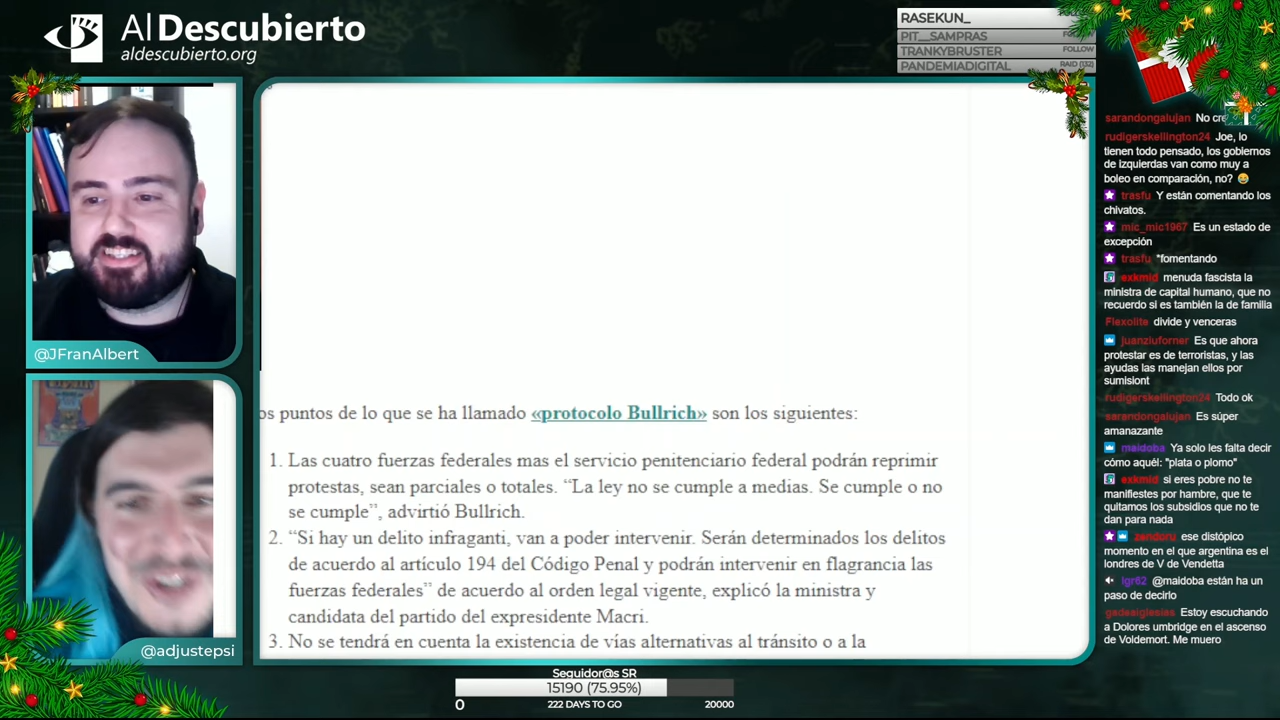 Al Descubierto
aldescubierto.org
RASEKUN_
PIT__SAMPRAS FOLLOW
TRANKYBRUSTER FOLLOW
PANDEMIADIGITAL RAID (132)
@JFranAlbert
@adjustepsi
os puntos de lo que se ha llamado «protocolo Bullrich» son los siguientes:
1. Las cuatro fuerzas federales mas el servicio penitenciario federal podrán reprimir
protestas, sean parciales o totales. “La ley no se cumple a medias. Se cumple o no
se cumple”, advirtió Bullrich.
2. “Si hay un delito infraganti, van a poder intervenir. Serán determinados los delitos
de acuerdo al artículo 194 del Código Penal y podrán intervenir en flagrancia las
fuerzas federales” de acuerdo al orden legal vigente, explicó la ministra y
candidata del partido del expresidente Macri.
3. No se tendrá en cuenta la existencia de vías alternativas al tránsito o a la
sarandongalujan No
rudigerskellington24 Joe, lo
tienen todo pensado, los gobiernos
de izquierdas van como muy a
boleo en comparación, no? 😅
trasfu Y están comentando los
chivatos.
mic_mic1967 Es un estado de
excepción
trasfu *fomentando
exkmid menuda fascista la
ministra de capital humano, que no
recuerdo si es también la de familia
Flexolite divide y venceras
juanziuforner Es que ahora
protestar es de terroristas, y las
ayudas las manejan ellos por
sumisiont
rudigerskellington24 Todo ok
sarandongalujan Es súper
amanazante
maidoba Ya solo les falta decir
cómo aquél: "plata o plomo"
exkmid si eres pobre no te
manifiestes por hambre, que te
quitamos los subsidios que no te
dan para nada
zendoru ese distópico
momento en el que argentina es el
londres de V de Vendetta
igr62 @maldoba están ha un
paso de decirlo
gadeaiglesias Estoy escuchando
a Dolores umbridge en el ascenso
de Voldemort. Me muero
Seguidor@s SR
15190 (75.95%)
0 222 DAYS TO GO 20000